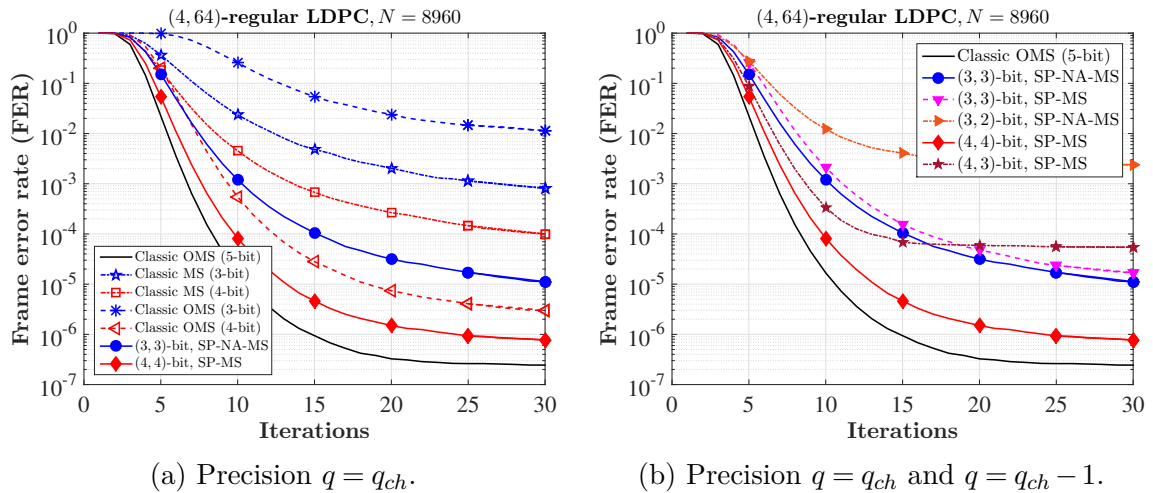 (4, 64)-regular LDPC, N = 8960
Frame error rate (FER)
10^0
10^-1
10^-2
10^-3
10^-4
10^-5
10^-6
10^-7
Classic OMS (5-bit)
Classic MS (3-bit)
Classic MS (4-bit)
Classic OMS (3-bit)
Classic OMS (4-bit)
(3, 3)-bit, SP-NA-MS
(4, 4)-bit, SP-MS
0 5 10 15 20 25 30
Iterations
(a) Precision q = q_ch.
(4, 64)-regular LDPC, N = 8960
Frame error rate (FER)
10^0
10^-1
10^-2
10^-3
10^-4
10^-5
10^-6
10^-7
Classic OMS (5-bit)
(3, 3)-bit, SP-NA-MS
(3, 3)-bit, SP-MS
(3, 2)-bit, SP-NA-MS
(4, 4)-bit, SP-MS
(4, 3)-bit, SP-MS
0 5 10 15 20 25 30
Iterations
(b) Precision q = q_ch and q = q_ch − 1.